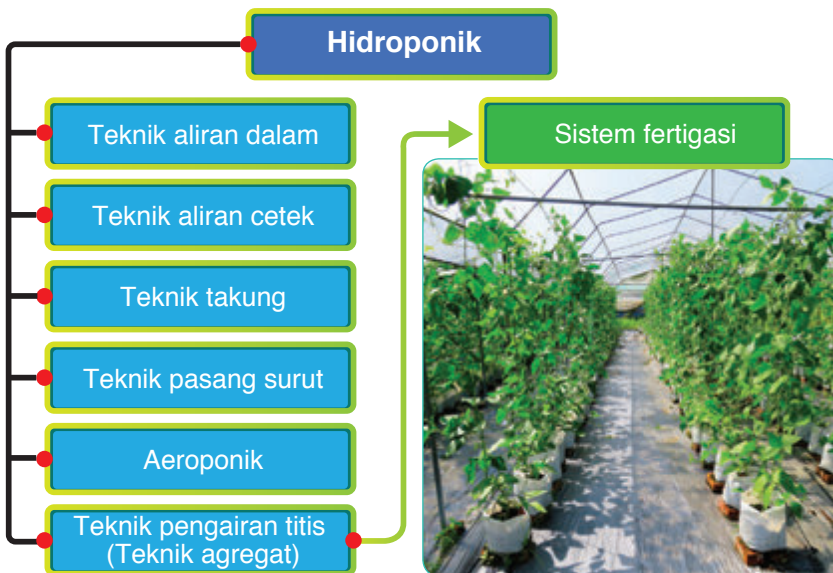 Hidroponik
Teknik aliran dalam
Teknik aliran cetek
Teknik takung
Teknik pasang surut
Aeroponik
Teknik pengairan titis
(Teknik agregat)
Sistem fertigasi